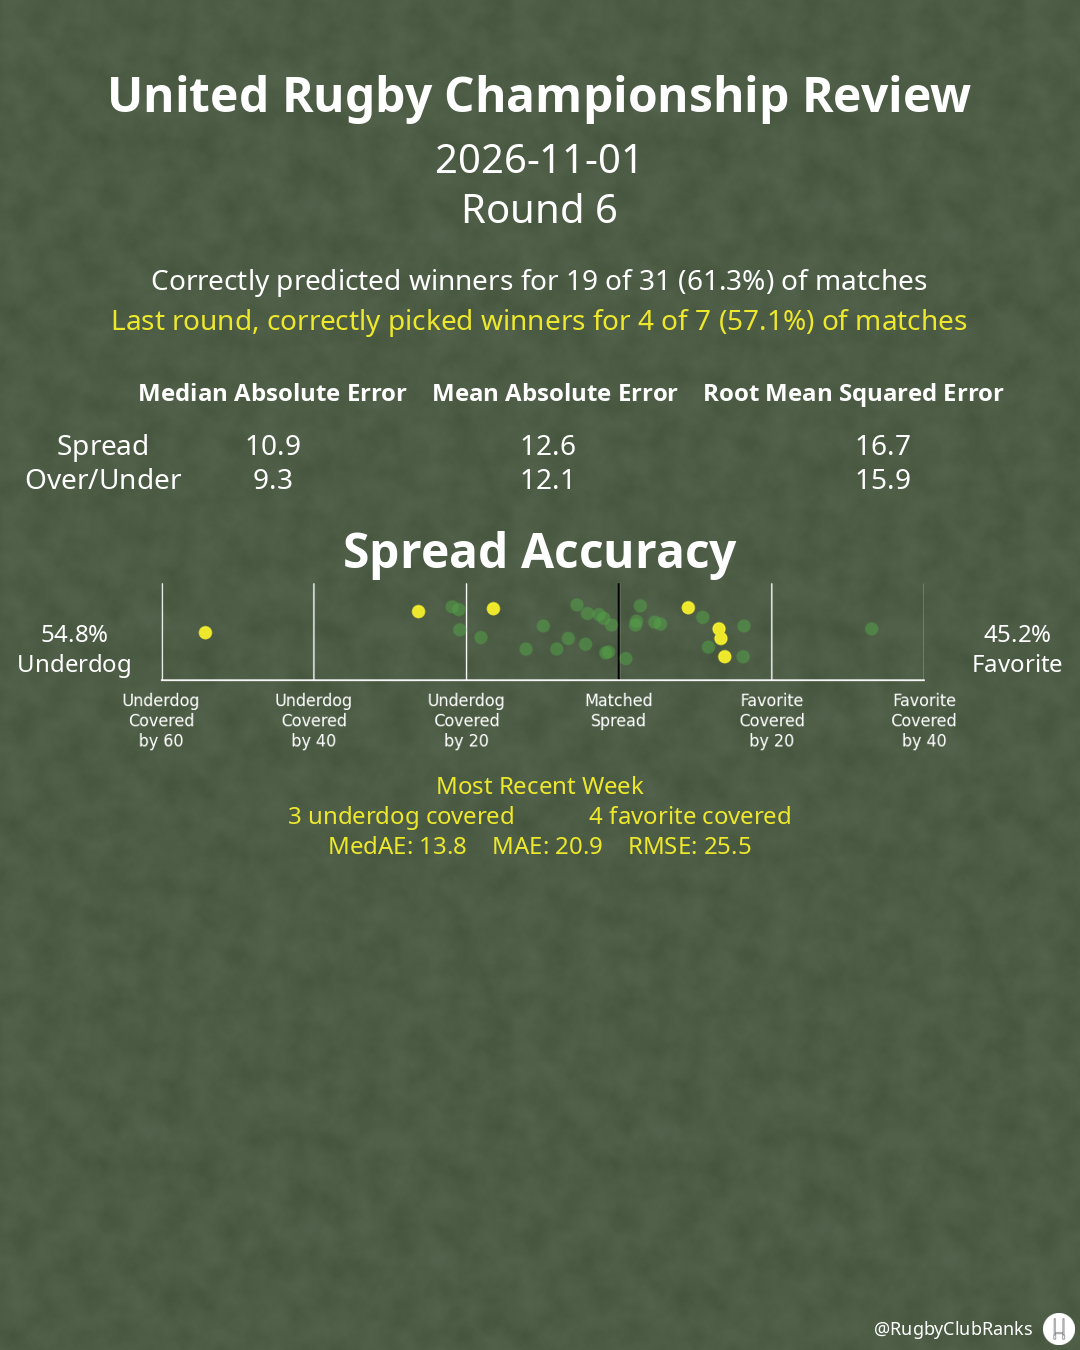 United Rugby Championship Review
2026-11-01
Round 6
Correctly predicted winners for 19 of 31 (61.3%) of matches
Last round, correctly picked winners for 4 of 7 (57.1%) of matches
Median Absolute Error Mean Absolute Error Root Mean Squared Error
Spread 10.9 12.6 16.7
Over/Under 9.3 12.1 15.9
Spread Accuracy
54.8% 45.2%
Underdog Favorite
Underdog Underdog Underdog Matched Favorite Favorite
Covered Covered Covered Spread Covered Covered
by 60 by 40 by 20 by 20 by 40
Most Recent Week
3 underdog covered 4 favorite covered
MedAE: 13.8 MAE: 20.9 RMSE: 25.5
@RugbyClubRanks